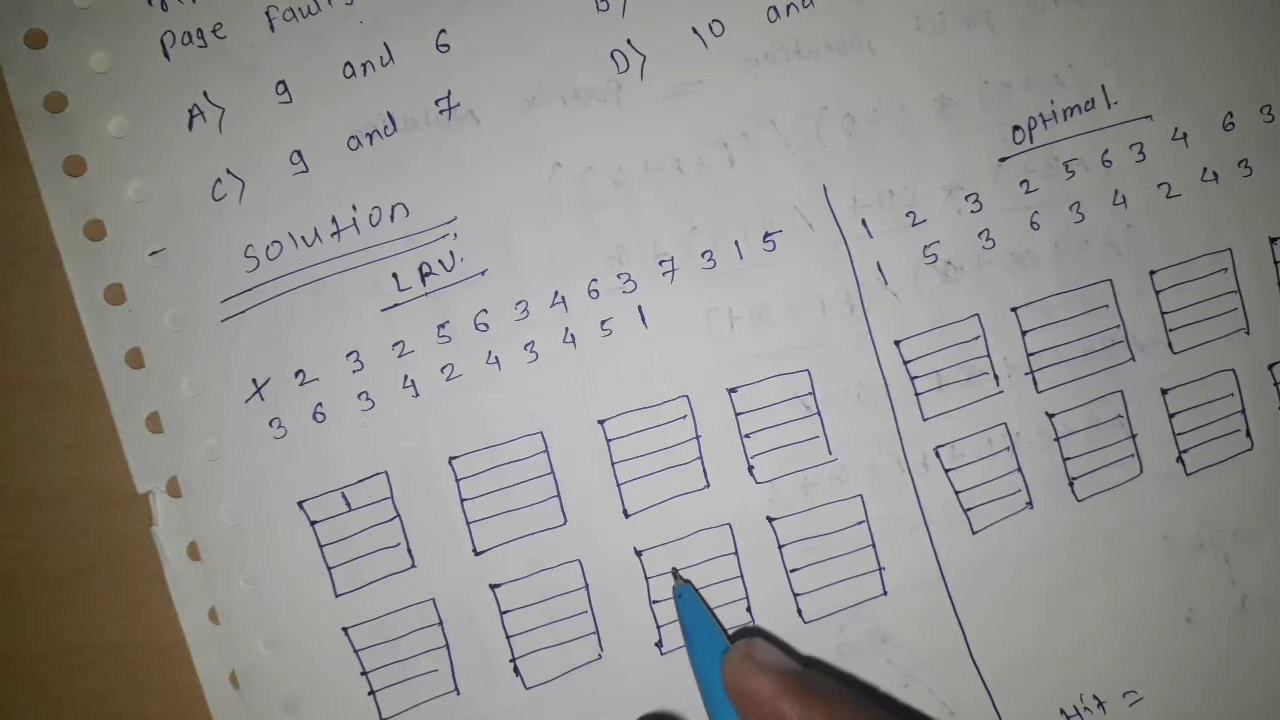 page Fault.
A) 9 and 6
B)
C) 9 and 7
D) 10 and
Solution
LRU.
X 2 3 2 5 6 3 4 6 3 7 3 1 5
3 6 3 4 2 4 3 4 5 1
1
optimal.
1 2 3 2 5 6 3 4 6 3
1 5 3 6 3 4 2 4 3
Hit =